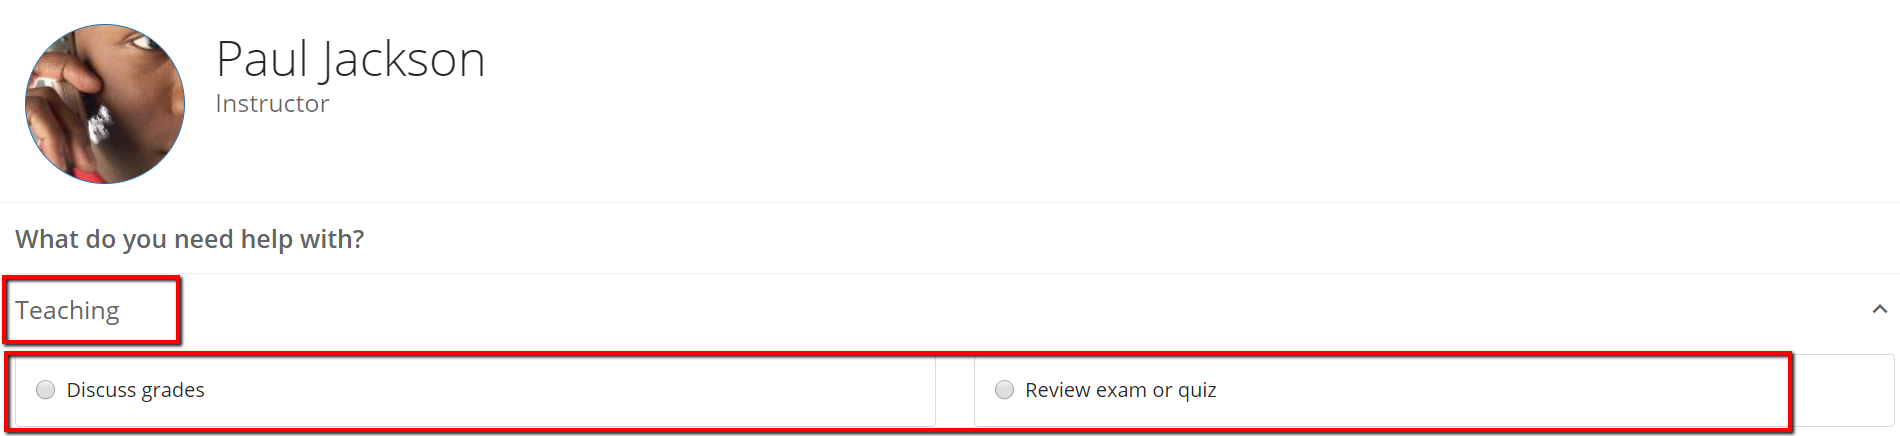 Paul Jackson
Instructor
What do you need help with?
Teaching
Discuss grades
Review exam or quiz